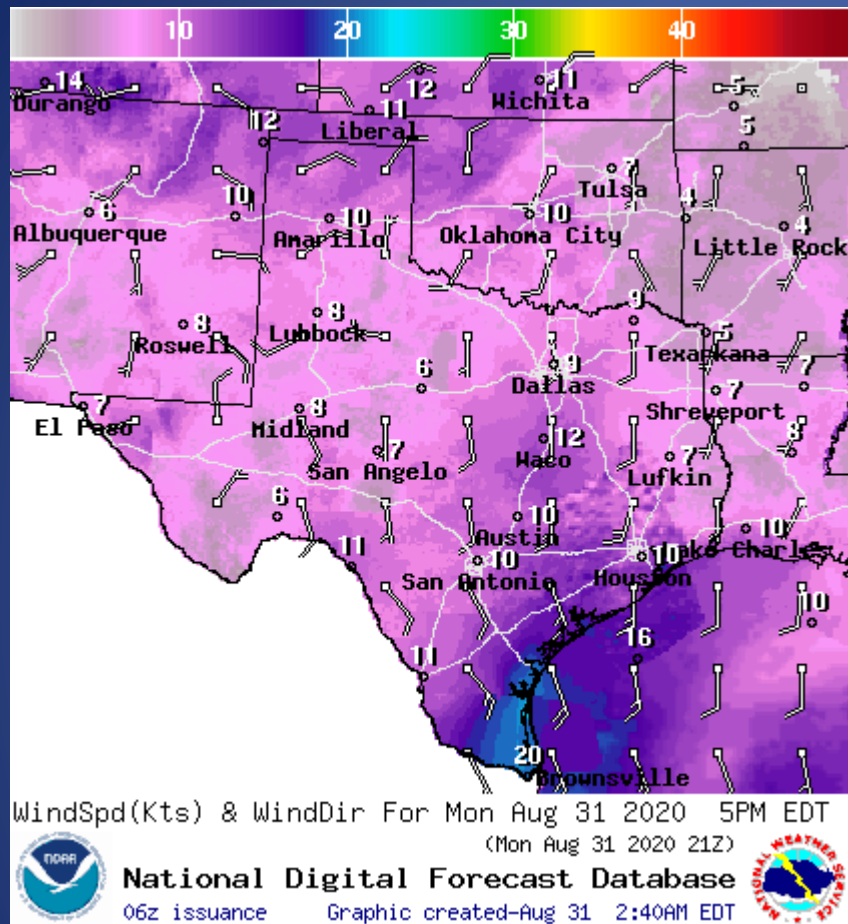 10 20 30 40
14 12 11 5
Durango Wichita
11
Liberal
12 5
7
Tulsa
6 10 10 10 4 4
Albuquerque Amarillo Oklahoma City Little Rock
8 8 9 5
Roswell Lubbock Texarkana
6 9 7 7
Dallas
7 8 Shreveport
El Paso Midland
7 12 7 8
San Angelo Waco Lufkin
6 10 10
Austin Lake Charles
11 10 10
San Antonio Houston
10
16
11
20
Brownsville
WindSpd(Kts) & WindDir For Mon Aug 31 2020 5PM EDT
(Mon Aug 31 2020 21Z)
NOAA
National Digital Forecast Database
06z issuance Graphic created-Aug 31 2:40AM EDT
NATIONAL WEATHER SERVICE